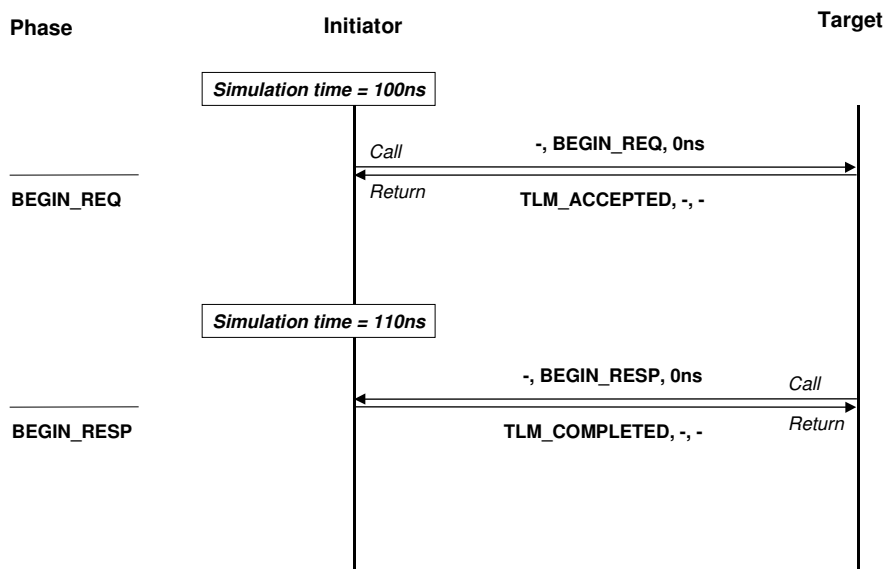 Phase Initiator Target
Simulation time = 100ns
-, BEGIN_REQ, 0ns
Call
BEGIN_REQ Return TLM_ACCEPTED, -, -
Simulation time = 110ns
-, BEGIN_RESP, 0ns Call
BEGIN_RESP TLM_COMPLETED, -, - Return